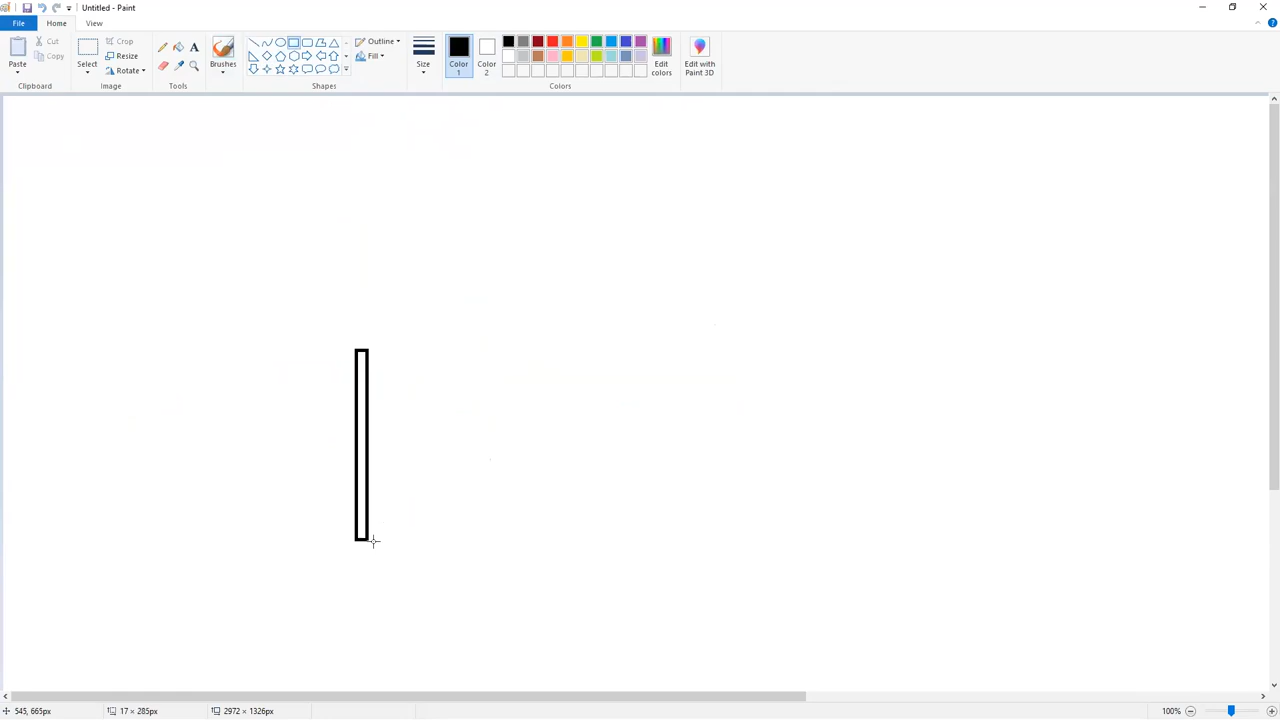 Untitled - Paint
File Home View
Cut Crop Outline
Copy Resize Fill
Paste Select Rotate Brushes Size Color 1 Color 2 Edit colors Edit with Paint 3D
Clipboard Image Tools Shapes Colors
545, 665px 17 × 285px 2972 × 1326px 100%